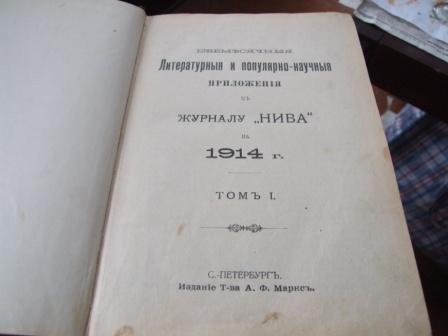 ЕЖЕМѢСЯЧНЫЯ
Литературныя и популярно-научныя
ПРИЛОЖЕНІЯ
КЪ
ЖУРНАЛУ „НИВА"
НА
1914 г.
ТОМЪ I.
С.-ПЕТЕРБУРГЪ.
Изданіе Т-ва А. Ф. Марксъ.